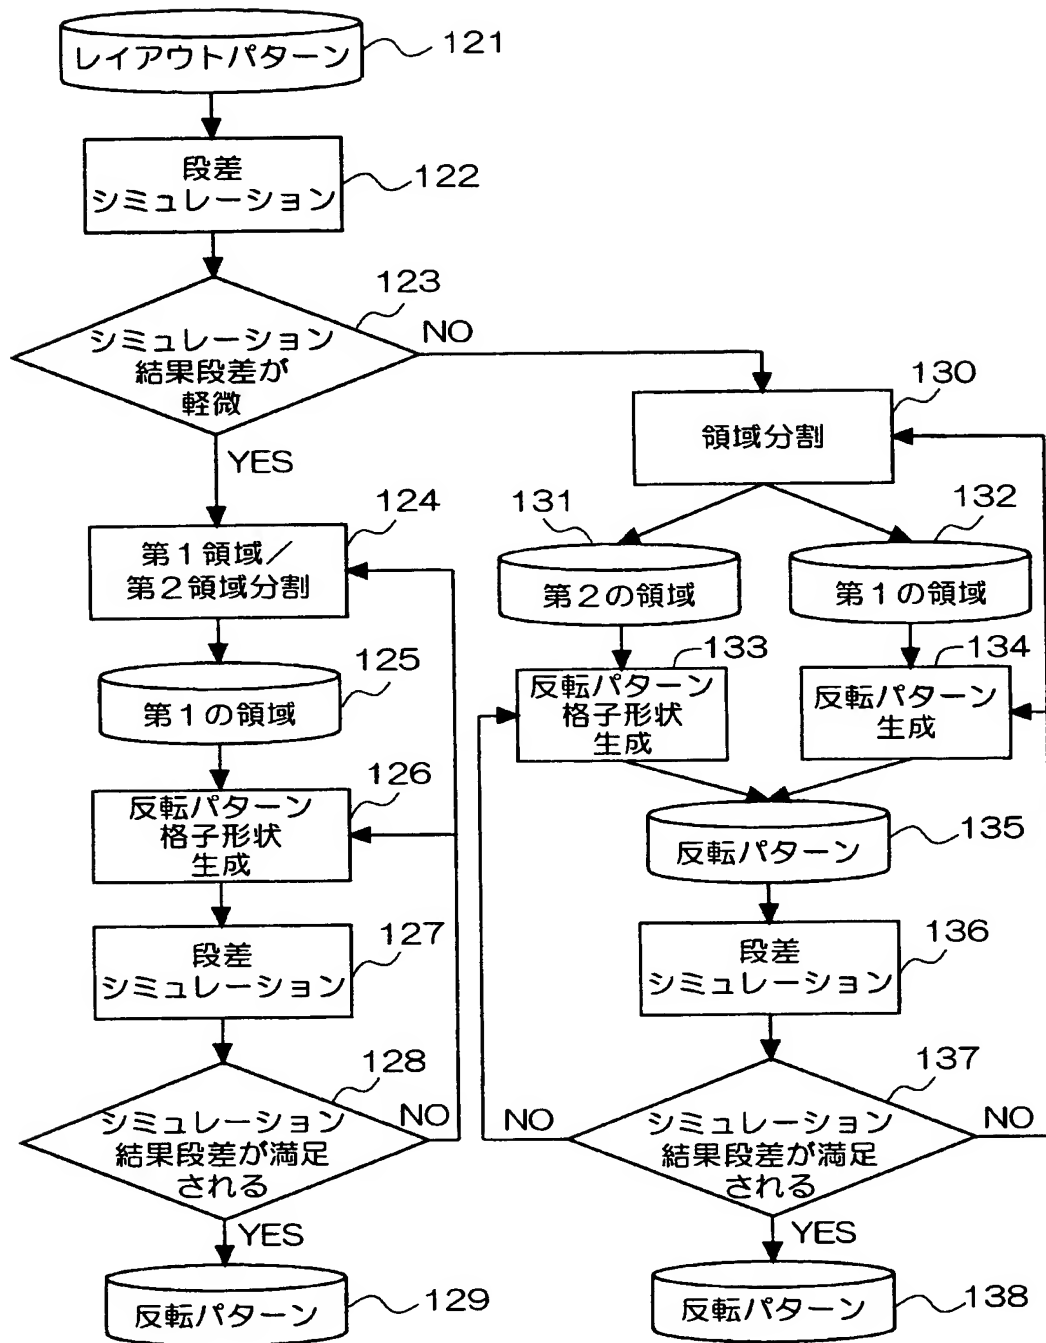 レイアウトパターン
121
段差
シミュレーション
122
123
シミュレーション
結果段差が
軽微
NO
YES
第1領域／
第2領域分割
124
第1の領域
125
反転パターン
格子形状
生成
126
段差
シミュレーション
127
128
シミュレーション
結果段差が満足
される
NO
YES
反転パターン
129
130
領域分割
131
第2の領域
132
第1の領域
133
反転パターン
格子形状
生成
134
反転パターン
生成
反転パターン
135
段差
シミュレーション
136
137
シミュレーション
結果段差が満足
される
NO
NO
YES
反転パターン
138